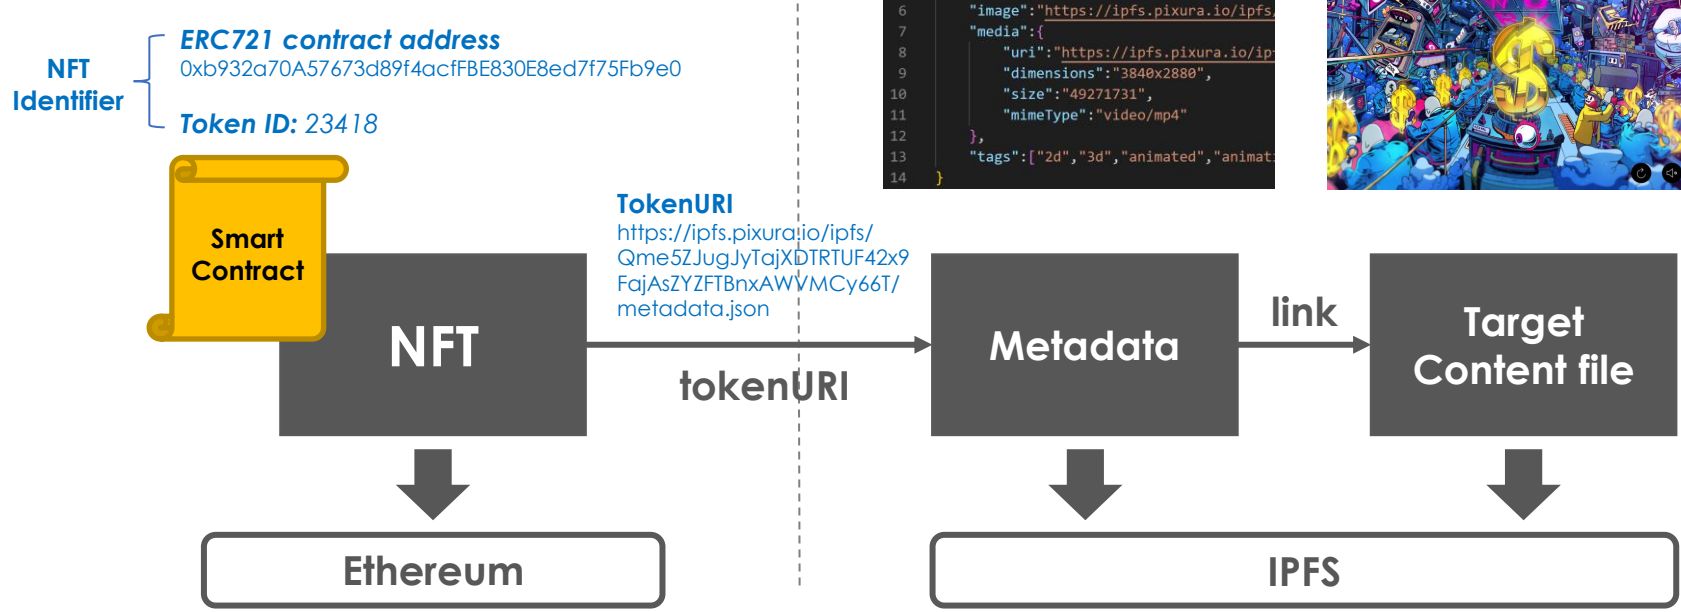 NFT
Identifier
ERC721 contract address
0xb932a70A57673d89f4acfFBE830E8ed7f75Fb9e0
Token ID: 23418
6 "image":"https://ipfs.pixura.io/ipfs/
7 "media":{
8 "uri":"https://ipfs.pixura.io/ip
9 "dimensions":"3840x2880",
10 "size":"49271731",
11 "mimeType":"video/mp4"
12 },
13 "tags":["2d","3d","animated","animat
14 }
Smart
Contract
NFT
TokenURI
https://ipfs.pixura.io/ipfs/
Qme5ZJugJyTajXDTRTUF42x9
FajAsZYZFTBnxAWVMCy66T/
metadata.json
tokenURI
Metadata
link
Target
Content file
Ethereum
IPFS